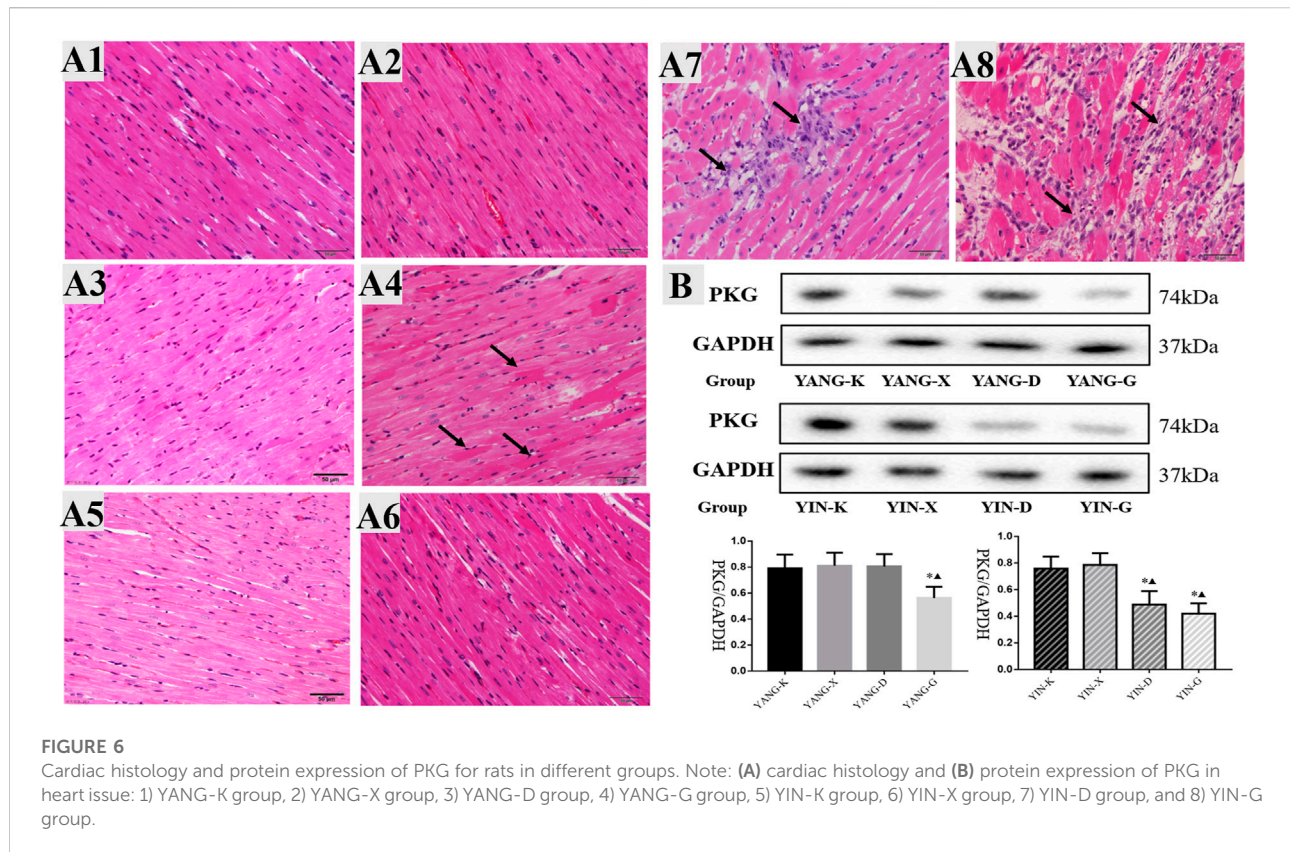 A1
A2
A7
A8
A3
A4
50 µm
A5
A6
50 µm
B
PKG
74kDa
GAPDH
37kDa
Group YANG-K YANG-X YANG-D YANG-G
PKG
74kDa
GAPDH
37kDa
Group YIN-K YIN-X YIN-D YIN-G
PKG/GAPDH
1.0
0.8
0.6
0.4
0.2
0.0
*▲
YANG-K
YANG-X
YANG-D
YANG-G
PKG/GAPDH
1.0
0.8
0.6
0.4
0.2
0.0
*▲
*▲
YIN-K
YIN-X
YIN-D
YIN-G
FIGURE 6
Cardiac histology and protein expression of PKG for rats in different groups. Note: (A) cardiac histology and (B) protein expression of PKG in
heart issue: 1) YANG-K group, 2) YANG-X group, 3) YANG-D group, 4) YANG-G group, 5) YIN-K group, 6) YIN-X group, 7) YIN-D group, and 8) YIN-G
group.